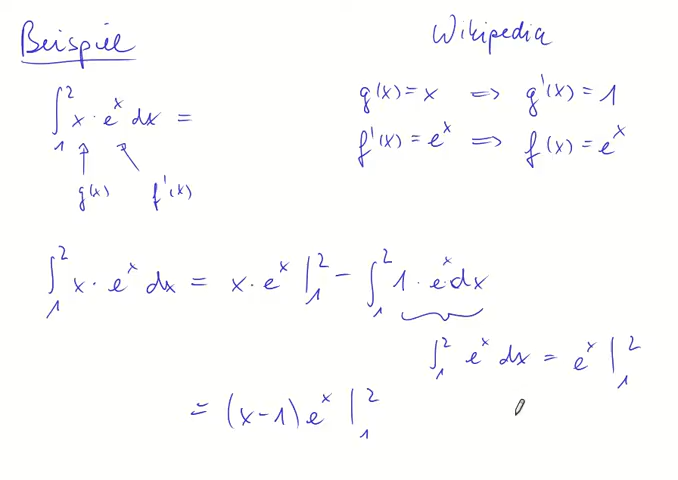 Beispiel
Wikipedia
∫₁² x · eˣ dx =
g(x) f'(x)
g(x) = x ⟹ g'(x) = 1
f'(x) = eˣ ⟹ f(x) = eˣ
∫₁² x · eˣ dx = x · eˣ |₁² − ∫₁² 1 · eˣ dx
∫₁² eˣ dx = eˣ |₁²
= (x − 1) eˣ |₁²